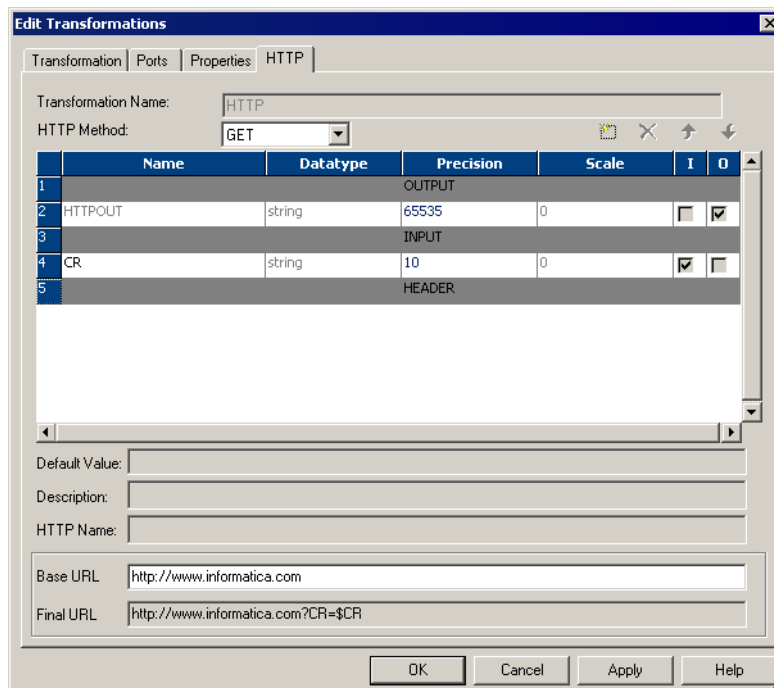 Edit Transformations
Transformation Ports Properties HTTP
Transformation Name: HTTP
HTTP Method: GET
Name Datatype Precision Scale I O
1 OUTPUT
2 HTTPOUT string 65535 0
3 INPUT
4 CR string 10 0
5 HEADER
Default Value:
Description:
HTTP Name:
Base URL http://www.informatica.com
Final URL http://www.informatica.com?CR=$CR
OK Cancel Apply Help